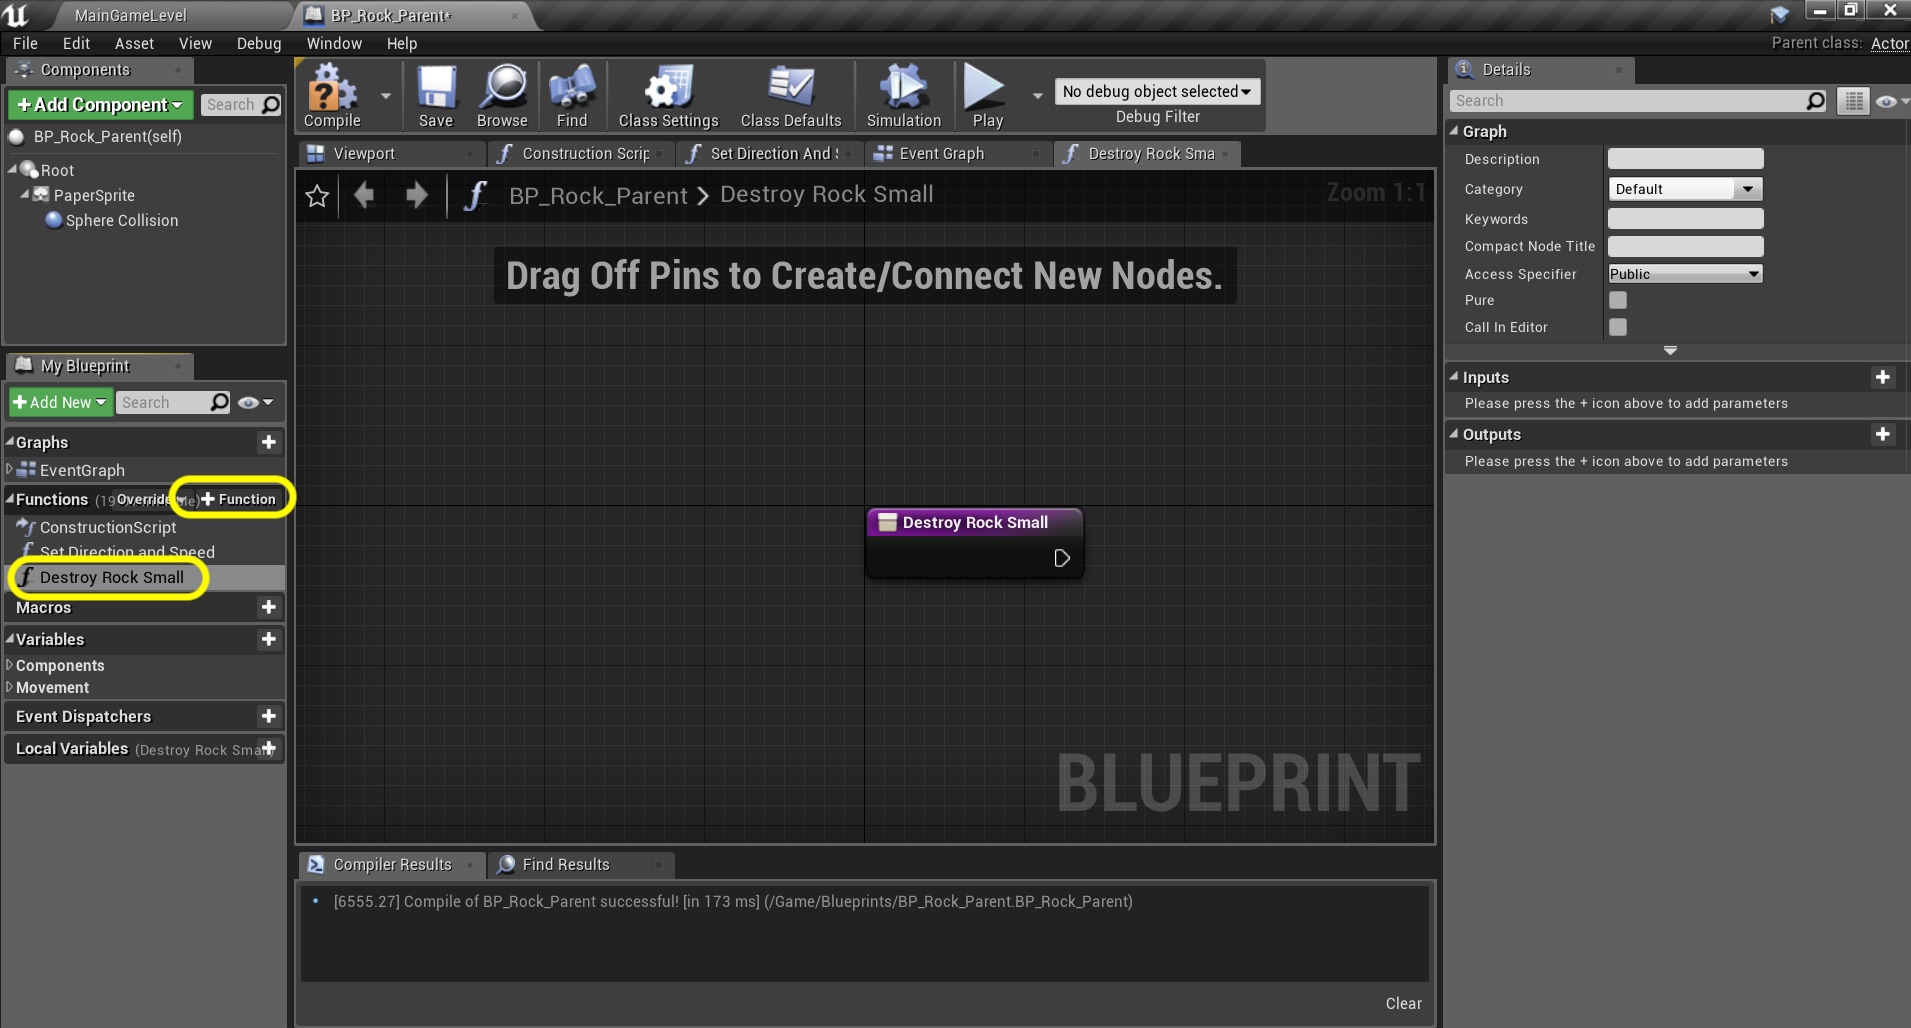 MainGameLevel
BP_Rock_Parent*
File Edit Asset View Debug Window Help
Parent class: Actor
Components
+Add Component
Search
BP_Rock_Parent(self)
Root
PaperSprite
Sphere Collision
My Blueprint
+Add New
Search
Graphs
EventGraph
Functions Override + Function
ConstructionScript
Set Direction and Speed
Destroy Rock Small
Macros
Variables
Components
Movement
Event Dispatchers
Local Variables (Destroy Rock Small)
Compile
Save
Browse
Find
Class Settings
Class Defaults
Simulation
Play
No debug object selected
Debug Filter
Viewport
Construction Scrip
Set Direction And S
Event Graph
Destroy Rock Sma
BP_Rock_Parent > Destroy Rock Small
Zoom 1:1
Drag Off Pins to Create/Connect New Nodes.
Destroy Rock Small
BLUEPRINT
Compiler Results
Find Results
[6555.27] Compile of BP_Rock_Parent successful! [in 173 ms] (/Game/Blueprints/BP_Rock_Parent.BP_Rock_Parent)
Clear
Details
Search
Graph
Description
Category Default
Keywords
Compact Node Title
Access Specifier Public
Pure
Call In Editor
Inputs
Please press the + icon above to add parameters
Outputs
Please press the + icon above to add parameters